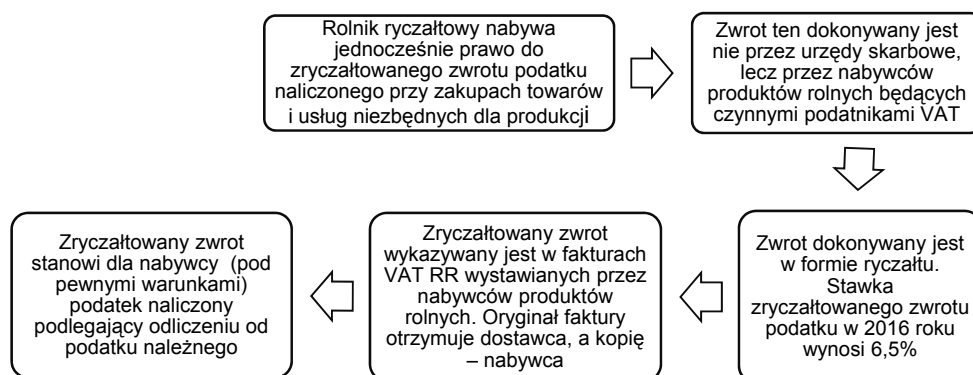 Rolnik ryczałtowy nabywa
jednocześnie prawo do
zryczałtowanego zwrotu podatku
naliczonego przy zakupach towarów
i usług niezbędnych dla produkcji
Zwrot ten dokonywany jest
nie przez urzędy skarbowe,
lecz przez nabywców
produktów rolnych będących
czynnymi podatnikami VAT
Zwrot dokonywany jest
w formie ryczałtu.
Stawka
zryczałtowanego zwrotu
podatku w 2016 roku
wynosi 6,5%
Zryczałtowany zwrot
wykazywany jest w fakturach
VAT RR wystawianych przez
nabywców produktów
rolnych. Oryginał faktury
otrzymuje dostawca, a kopię
– nabywca
Zryczałtowany zwrot
stanowi dla nabywcy (pod
pewnymi warunkami)
podatek naliczony
podlegający odliczeniu od
podatku należnego